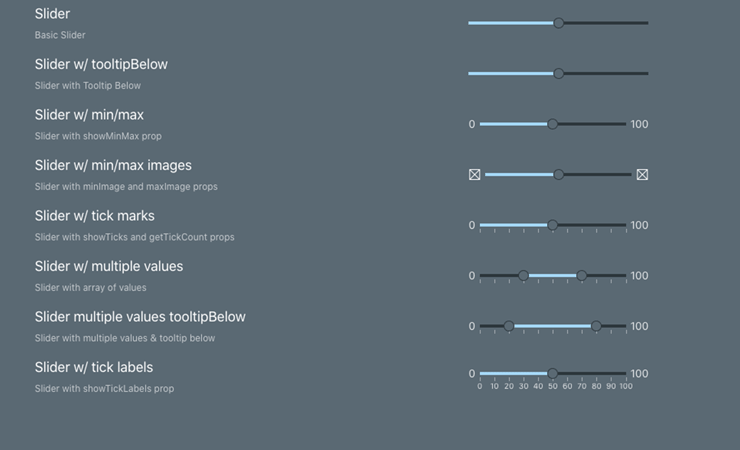 Slider
Basic Slider
Slider w/ tooltipBelow
Slider with Tooltip Below
Slider w/ min/max
Slider with showMinMax prop
0 100
Slider w/ min/max images
Slider with minImage and maxImage props
Slider w/ tick marks
Slider with showTicks and getTickCount props
0 100
Slider w/ multiple values
Slider with array of values
0 100
Slider multiple values tooltipBelow
Slider with multiple values & tooltip below
0 100
Slider w/ tick labels
Slider with showTickLabels prop
0 100
0 10 20 30 40 50 60 70 80 90 100